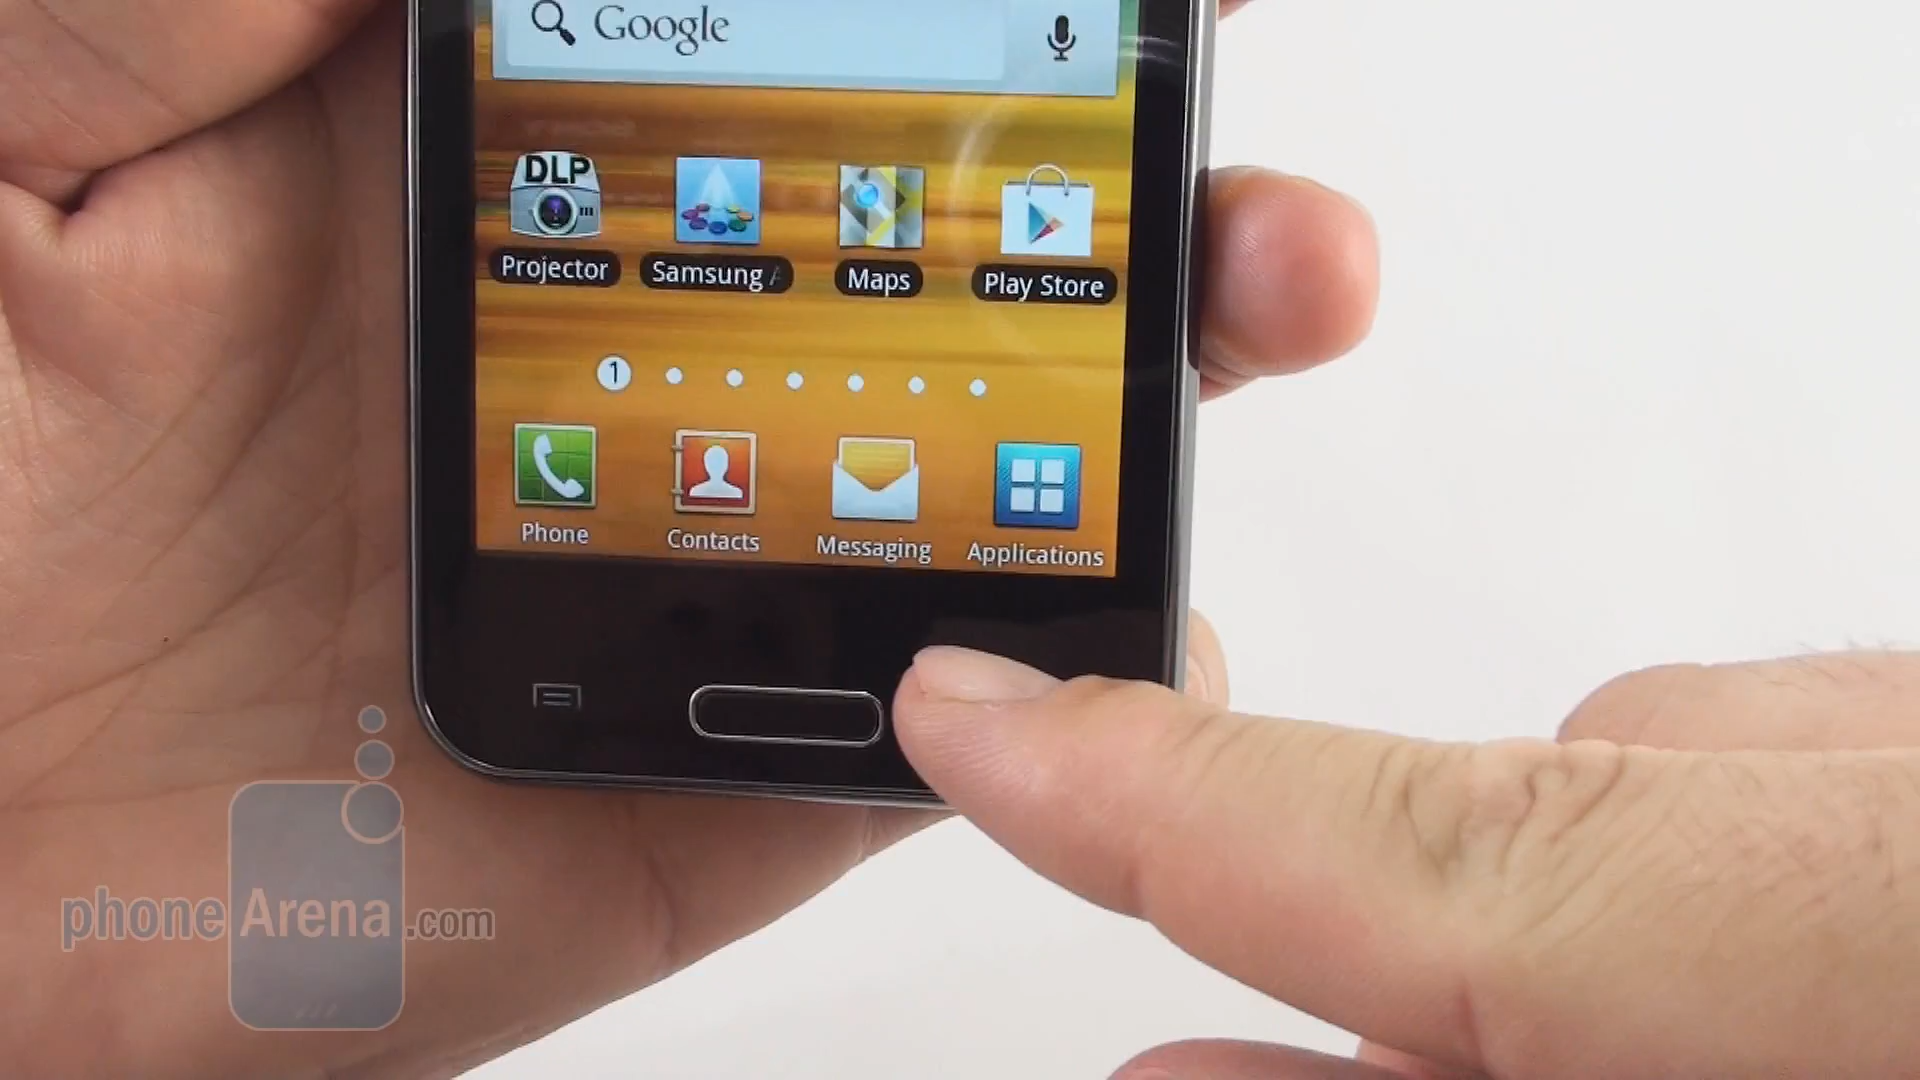 Google
DLP
Projector
Samsung A
Maps
Play Store
1
Phone
Contacts
Messaging
Applications
phoneArena.com